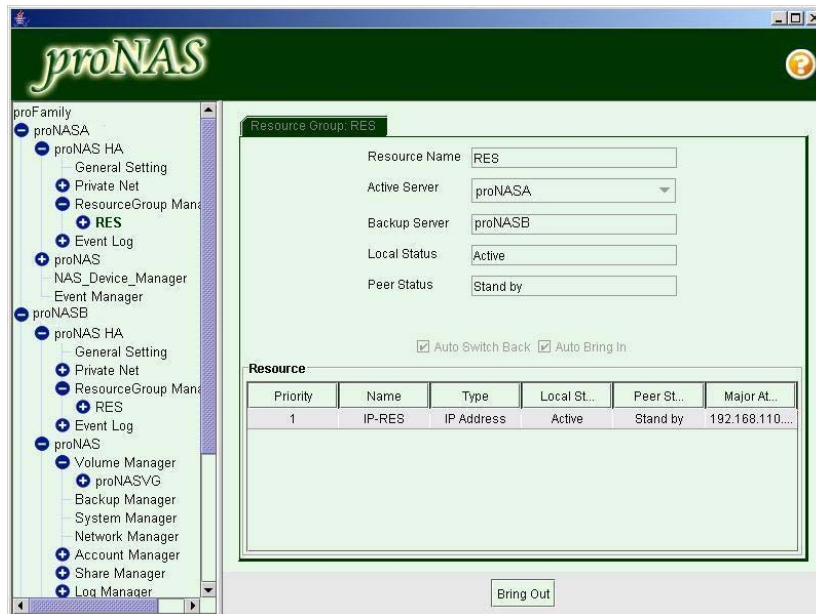 proNAS
proFamily
proNASA
proNAS HA
General Setting
Private Net
ResourceGroup Mana
RES
Event Log
proNAS
NAS_Device_Manager
Event Manager
proNASB
proNAS HA
General Setting
Private Net
ResourceGroup Mana
RES
Event Log
proNAS
Volume Manager
proNASVG
Backup Manager
System Manager
Network Manager
Account Manager
Share Manager
Log Manager
Resource Group: RES
Resource Name RES
Active Server proNASA
Backup Server proNASB
Local Status Active
Peer Status Stand by
Auto Switch Back Auto Bring In
Resource
Priority Name Type Local St... Peer St... Major At...
1 IP-RES IP Address Active Stand by 192.168.110....
Bring Out